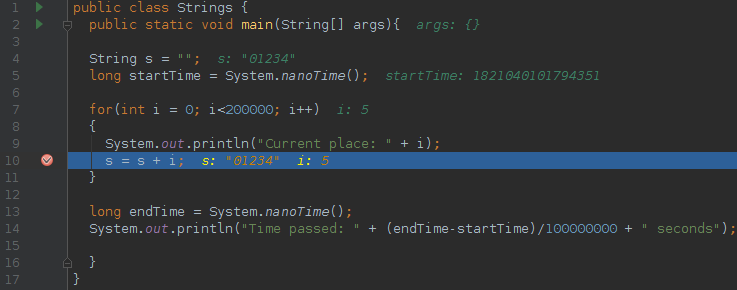 1 public class Strings {
2 public static void main(String[] args){ args: {}
3
4 String s = ""; s: "01234"
5 long startTime = System.nanoTime(); startTime: 1821040101794351
6
7 for(int i = 0; i<200000; i++) i: 5
8 {
9 System.out.println("Current place: " + i);
10 s = s + i; s: "01234" i: 5
11 }
12
13 long endTime = System.nanoTime();
14 System.out.println("Time passed: " + (endTime-startTime)/100000000 + " seconds");
15
16 }
17 }